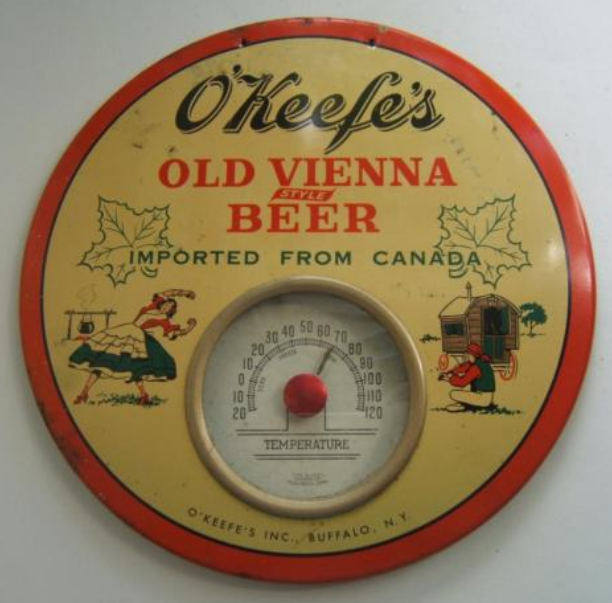 O'Keefe's
OLD VIENNA
STYLE
BEER
IMPORTED FROM CANADA
20 10 0 10 20 30 40 50 60 70 80 90 100 110 120
TEMPERATURE
O'KEEFE'S INC., BUFFALO, N.Y.